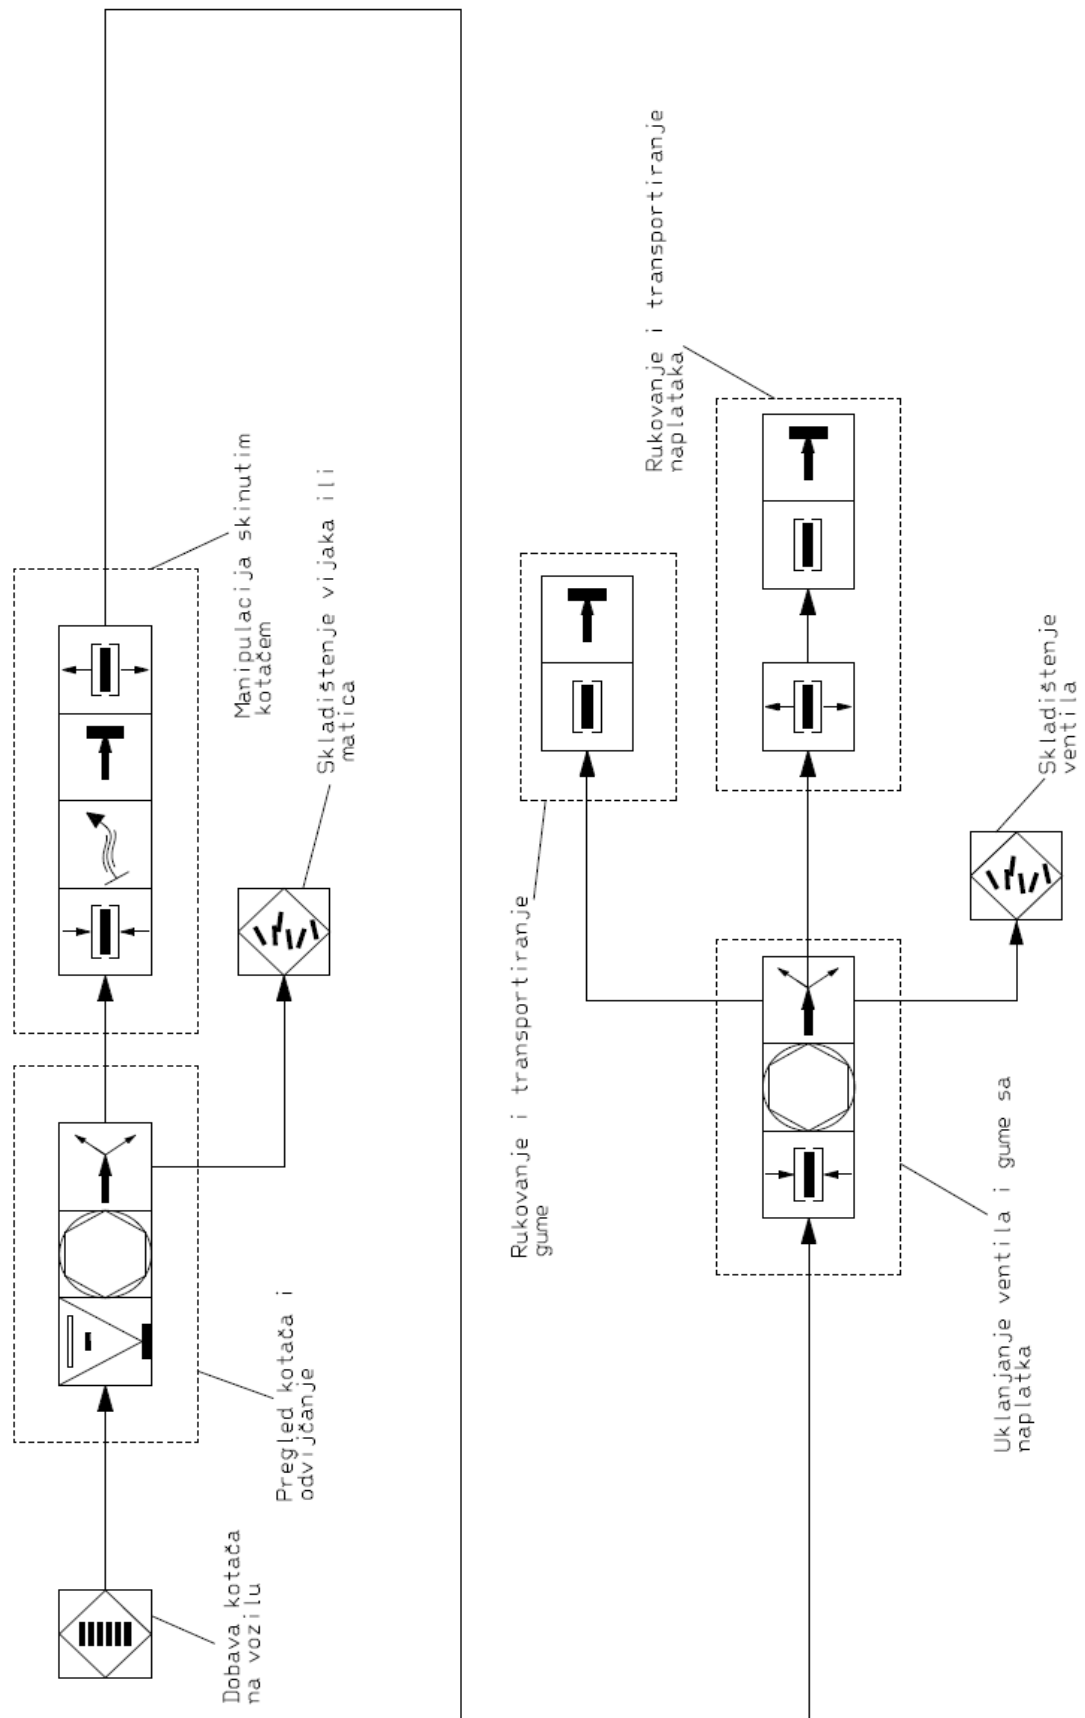 Dobava kotača
na vozilu
Pregled kotača i
odvijčanje
Manipulacija skinutim
kotačem
Skladištenje vijaka ili
matica
Rukovanje i transportiranje
gume
Rukovanje i transportiranje
naplataka
Uklanjanje ventila i gume sa
naplatka
Skladištenje
ventila